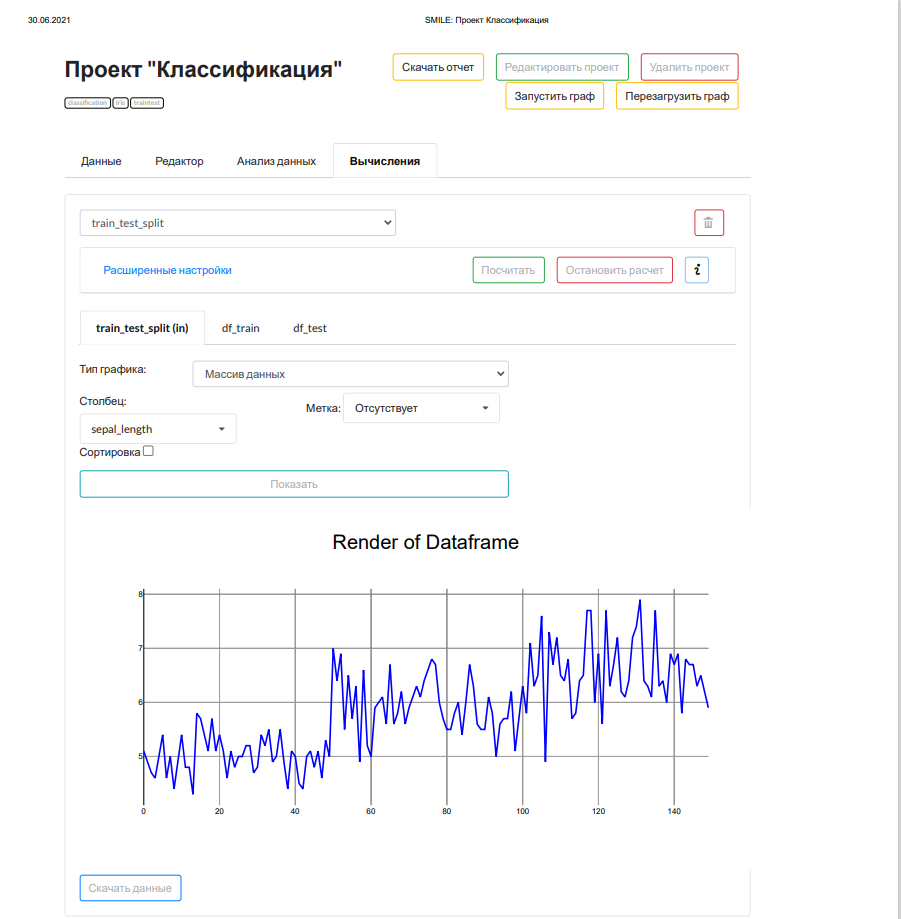 30.06.2021 SMILE: Проект Классификация
Проект "Классификация"
Скачать отчет Редактировать проект Удалить проект
Запустить граф Перезагрузить граф
classification iris traintest
Данные Редактор Анализ данных Вычисления
train_test_split
Расширенные настройки Посчитать Остановить расчет i
train_test_split (in) df_train df_test
Тип графика: Массив данных
Столбец:
Метка: Отсутствует
sepal_length
Сортировка
Показать
Render of Dataframe
8
7
6
5
0 20 40 60 80 100 120 140
Скачать данные